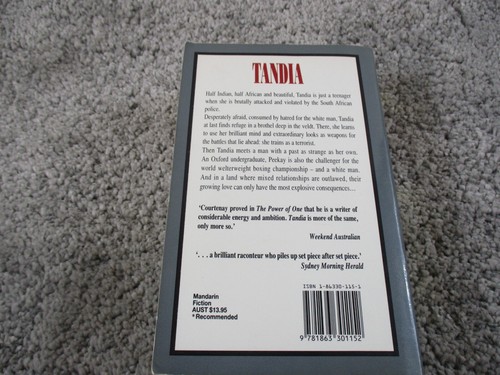 TANDIA
Half Indian, half African and beautiful, Tandia is just a teenager
when she is brutally attacked and violated by the South African
police.
Desperately afraid, consumed by hatred for the white man, Tandia
at last finds refuge in a brothel deep in the veldt. There, she learns
to use her brilliant mind and extraordinary looks as weapons for
the battles that lie ahead: she trains as a terrorist.
Then Tandia meets a man with a past as strange as her own.
An Oxford undergraduate, Peekay is also the challenger for the
world welterweight boxing championship – and a white man.
And in a land where mixed relationships are outlawed, their
growing love can only have the most explosive consequences...
'Courtenay proved in The Power of One that he is a writer of
considerable energy and ambition. Tandia is more of the same,
only more so.'
Weekend Australian
'. . . a brilliant raconteur who piles up set piece after set piece.'
Sydney Morning Herald
ISBN 1-86330-115-1
Mandarin
Fiction
AUST $13.95
*Recommended
9 781863 301152